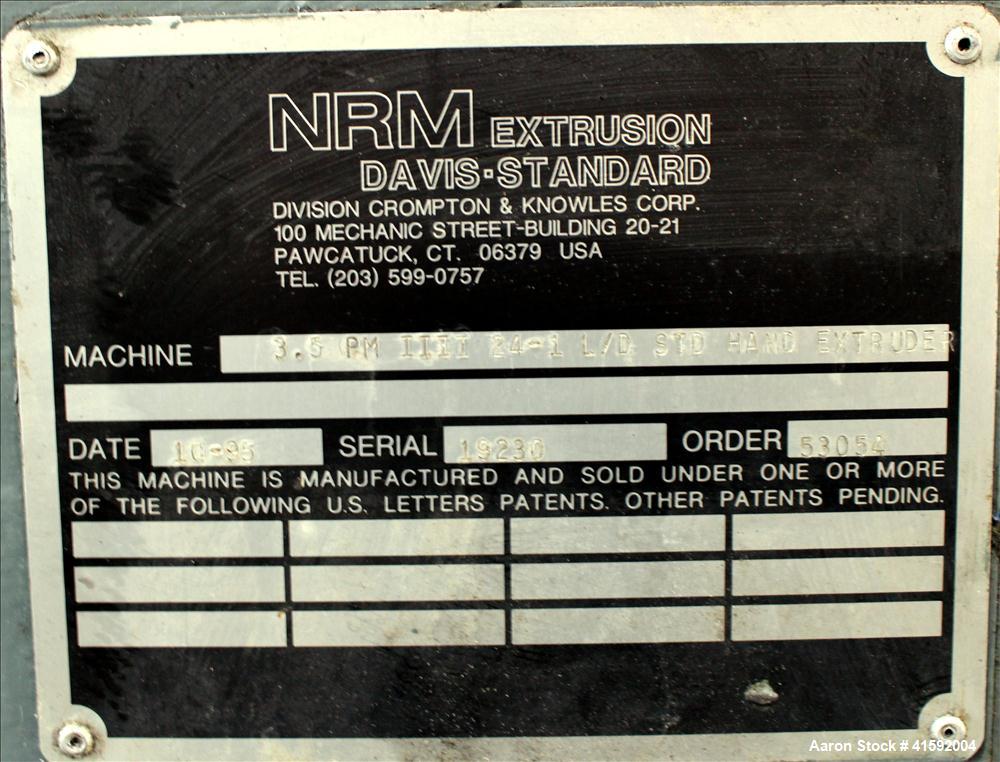 NRM EXTRUSION
DAVIS-STANDARD
DIVISION CROMPTON & KNOWLES CORP.
100 MECHANIC STREET-BUILDING 20-21
PAWCATUCK, CT. 06379 USA
TEL. (203) 599-0757
MACHINE 3.5 PM IIII 24-1 L/D STD HAND EXTRUDER
DATE 10-95 SERIAL 19230 ORDER 53054
THIS MACHINE IS MANUFACTURED AND SOLD UNDER ONE OR MORE
OF THE FOLLOWING U.S. LETTERS PATENTS. OTHER PATENTS PENDING.
Aaron Stock # 41592004